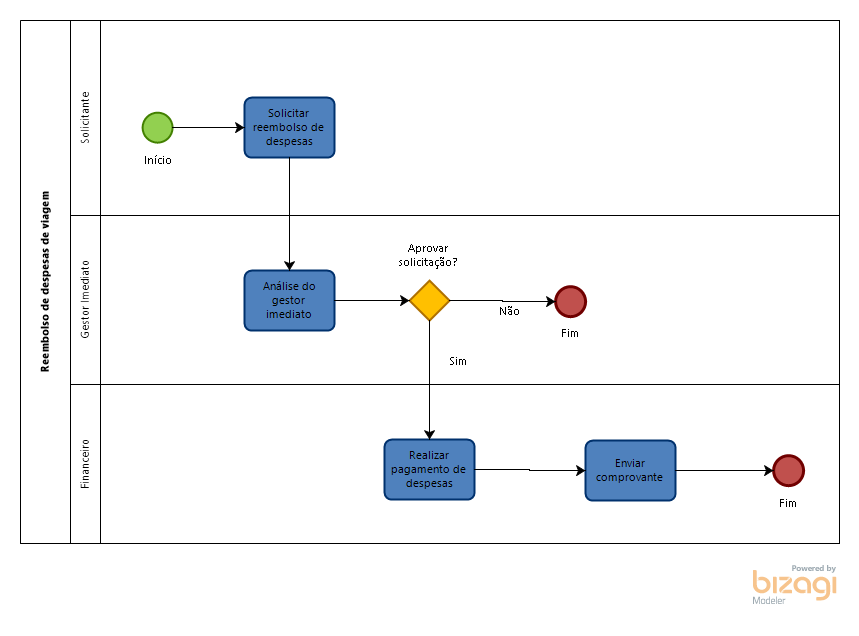 Reembolso de despesas de viagem
Solicitante
Início
Solicitar
reembolso de
despesas
Gestor Imediato
Análise do
gestor
imediato
Aprovar
solicitação?
Não
Fim
Sim
Financeiro
Realizar
pagamento de
despesas
Enviar
comprovante
Fim
Powered by
bizagi
Modeler